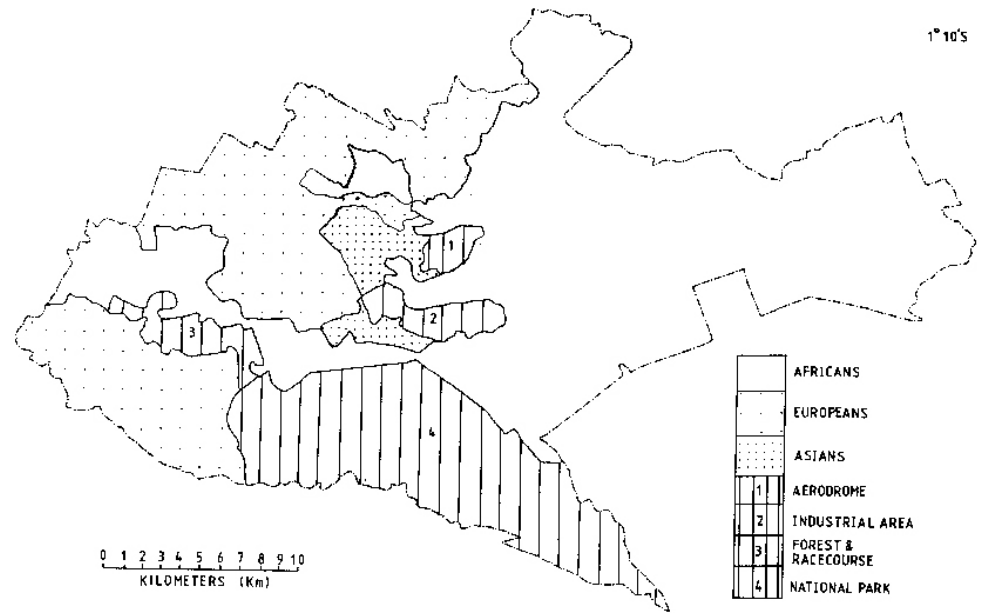 1° 10'S
1
2
3
4
AFRICANS
EUROPEANS
ASIANS
1 AERODROME
2 INDUSTRIAL AREA
3 FOREST &
RACECOURSE
4 NATIONAL PARK
0 1 2 3 4 5 6 7 8 9 10
KILOMETERS (Km)